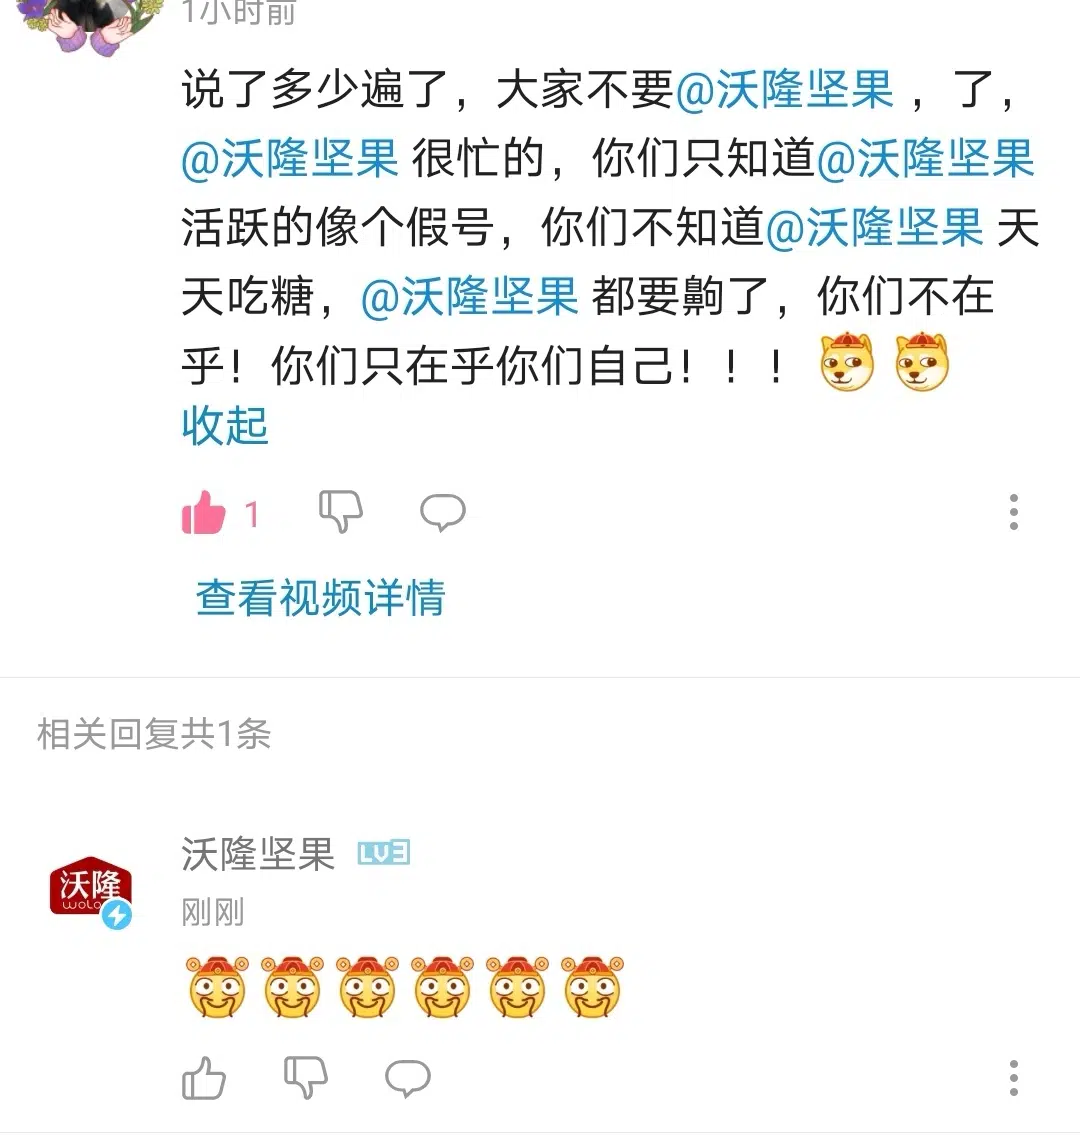 1小时前
说了多少遍了，大家不要@沃隆坚果 ，了，
@沃隆坚果 很忙的，你们只知道@沃隆坚果
活跃的像个假号，你们不知道@沃隆坚果 天
天吃糖，@沃隆坚果 都要齁了，你们不在
乎！你们只在乎你们自己！！！
收起
1
查看视频详情
相关回复共1条
沃隆坚果 LV3
沃隆
wolo
刚刚